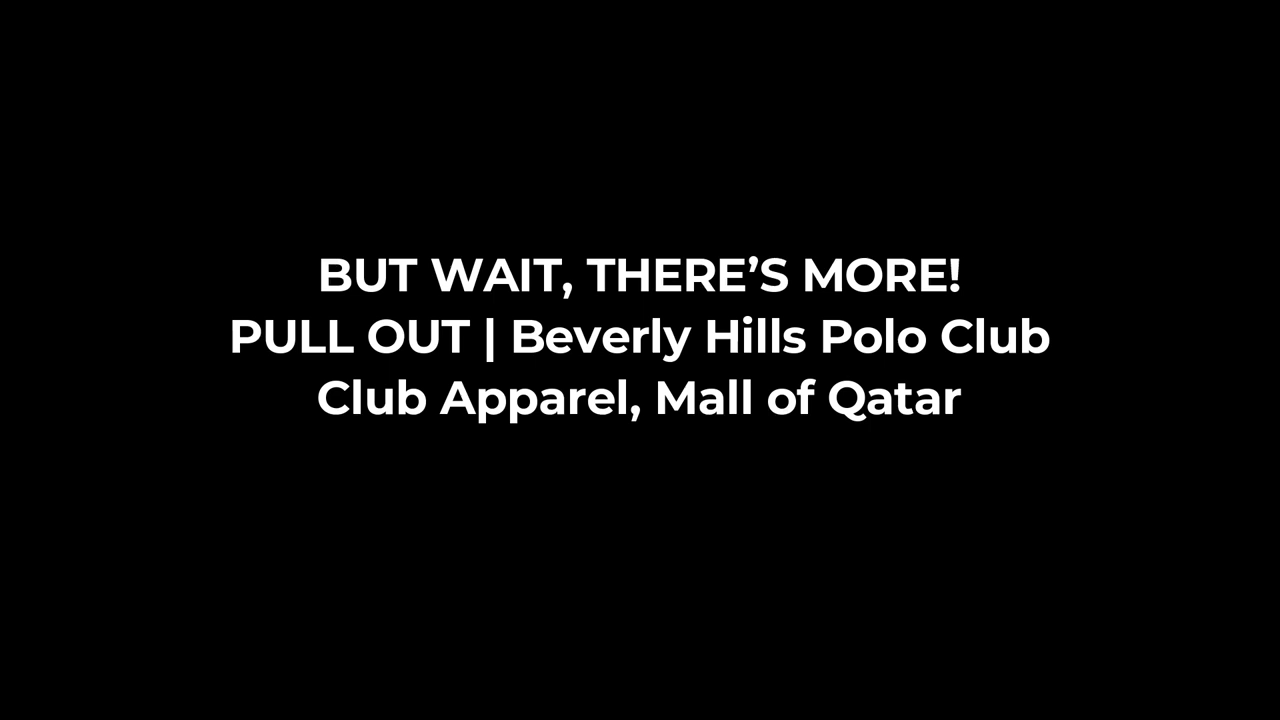 BUT WAIT, THERE’S MORE!
PULL OUT | Beverly Hills Polo Club
Club Apparel, Mall of Qatar